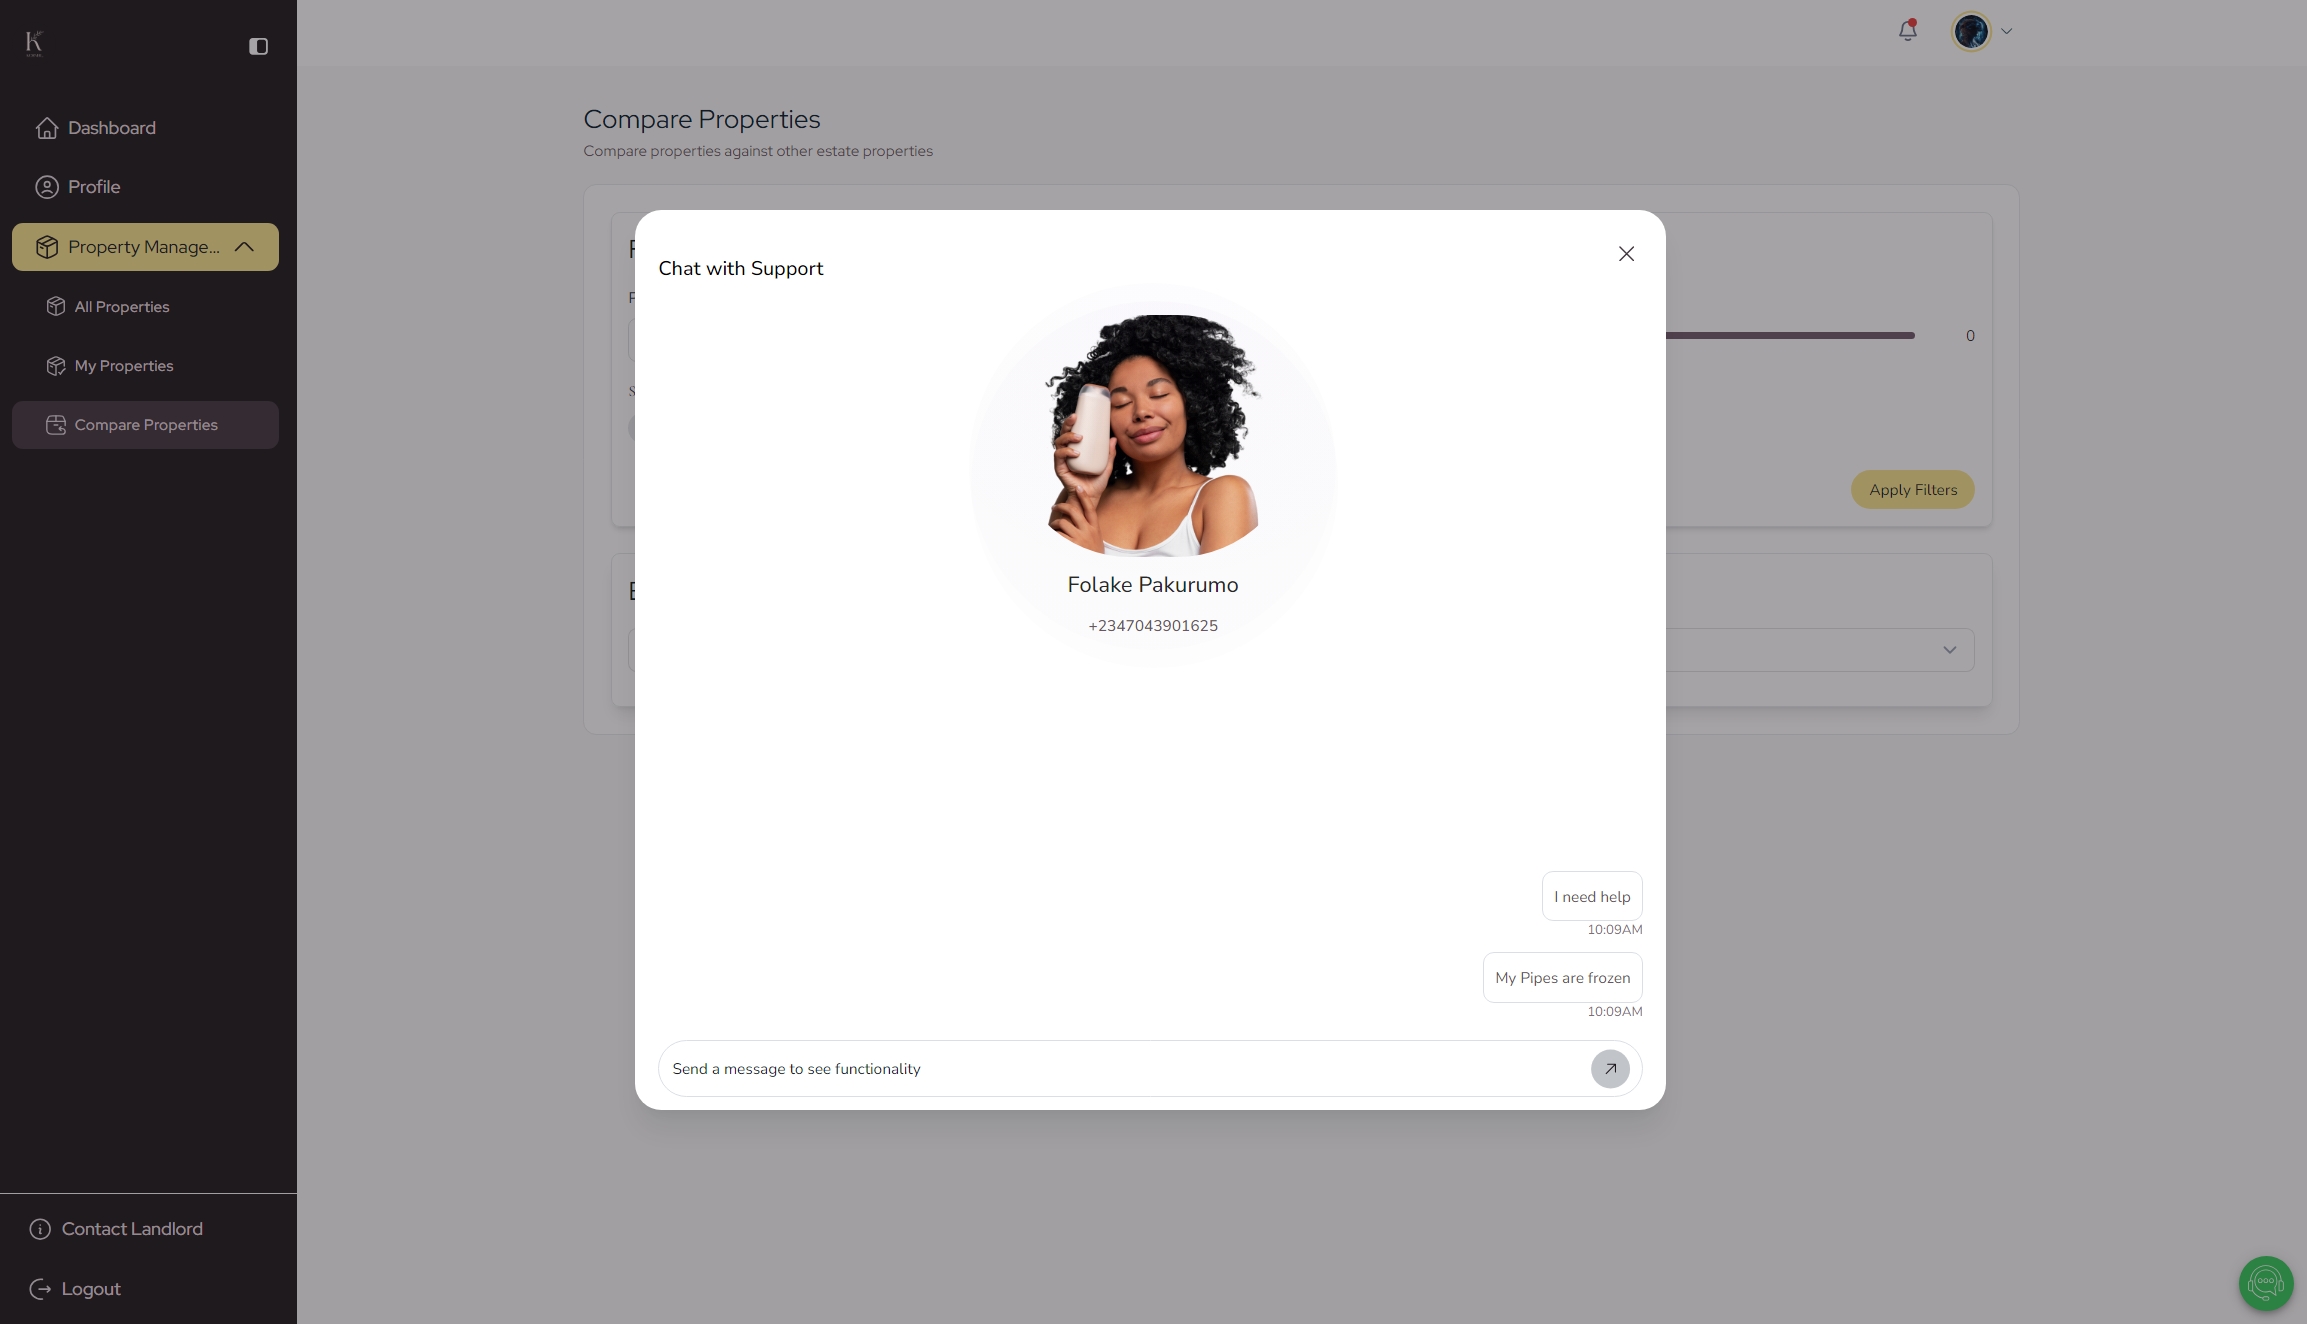 K
Dashboard
Profile
Property Manage...
All Properties
My Properties
Compare Properties
Contact Landlord
Logout
Compare Properties
Compare properties against other estate properties
0
Apply Filters
Chat with Support
Folake Pakurumo
+2347043901625
I need help
10:09AM
My Pipes are frozen
10:09AM
Send a message to see functionality